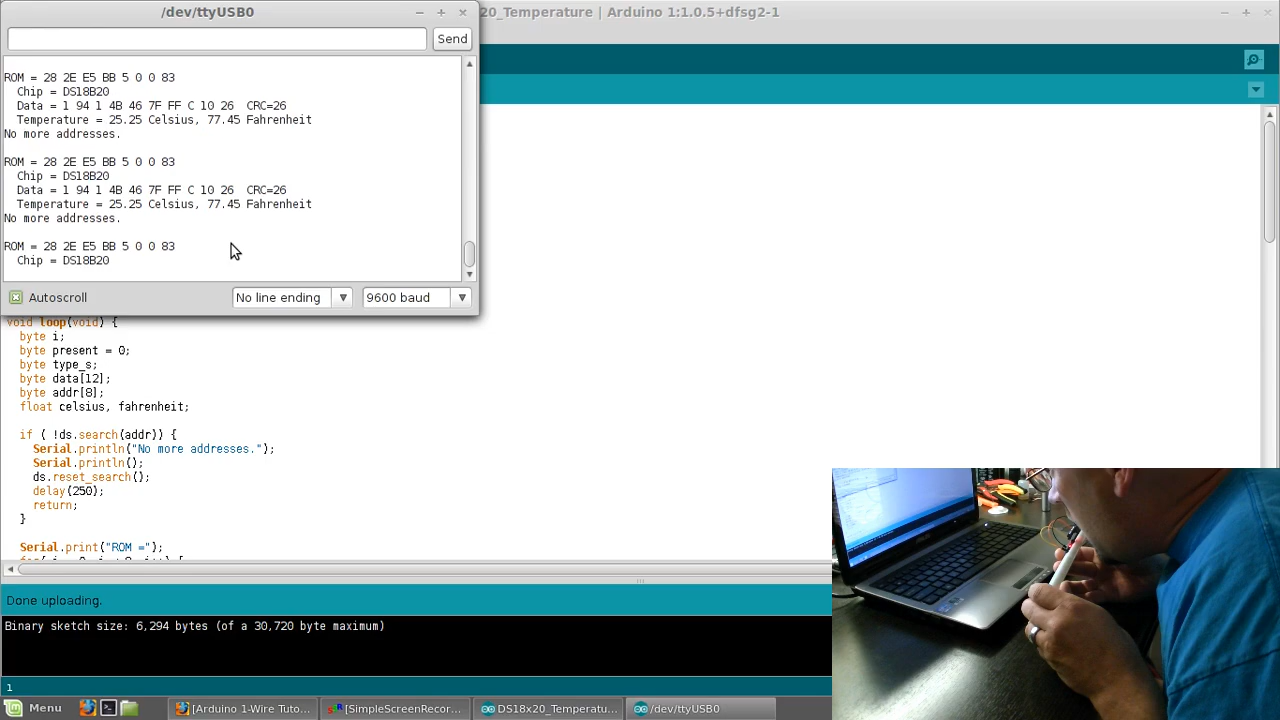 /dev/ttyUSB0
20_Temperature | Arduino 1:1.0.5+dfsg2-1
Send
ROM = 28 2E E5 BB 5 0 0 83
Chip = DS18B20
Data = 1 94 1 4B 46 7F FF C 10 26 CRC=26
Temperature = 25.25 Celsius, 77.45 Fahrenheit
No more addresses.
ROM = 28 2E E5 BB 5 0 0 83
Chip = DS18B20
Data = 1 94 1 4B 46 7F FF C 10 26 CRC=26
Temperature = 25.25 Celsius, 77.45 Fahrenheit
No more addresses.
ROM = 28 2E E5 BB 5 0 0 83
Chip = DS18B20
Autoscroll
No line ending
9600 baud
void loop(void) {
byte i;
byte present = 0;
byte type_s;
byte data[12];
byte addr[8];
float celsius, fahrenheit;
if ( !ds.search(addr)) {
Serial.println("No more addresses.");
Serial.println();
ds.reset_search();
delay(250);
return;
}
Serial.print("ROM =");
Done uploading.
Binary sketch size: 6,294 bytes (of a 30,720 byte maximum)
1
Menu
[Arduino 1-Wire Tuto...
[SimpleScreenRecor...
DS18x20_Temperatu...
/dev/ttyUSB0